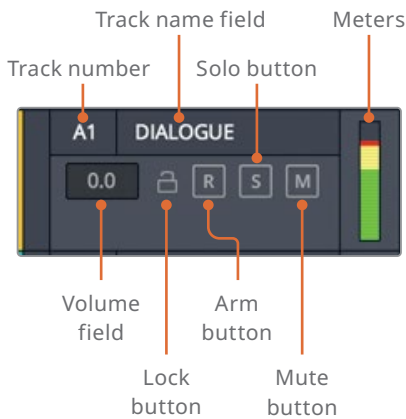 Track name field
Meters
Track number
Solo button
A1 DIALOGUE
0.0 R S M
Volume
field
Arm
button
Lock
button
Mute
button